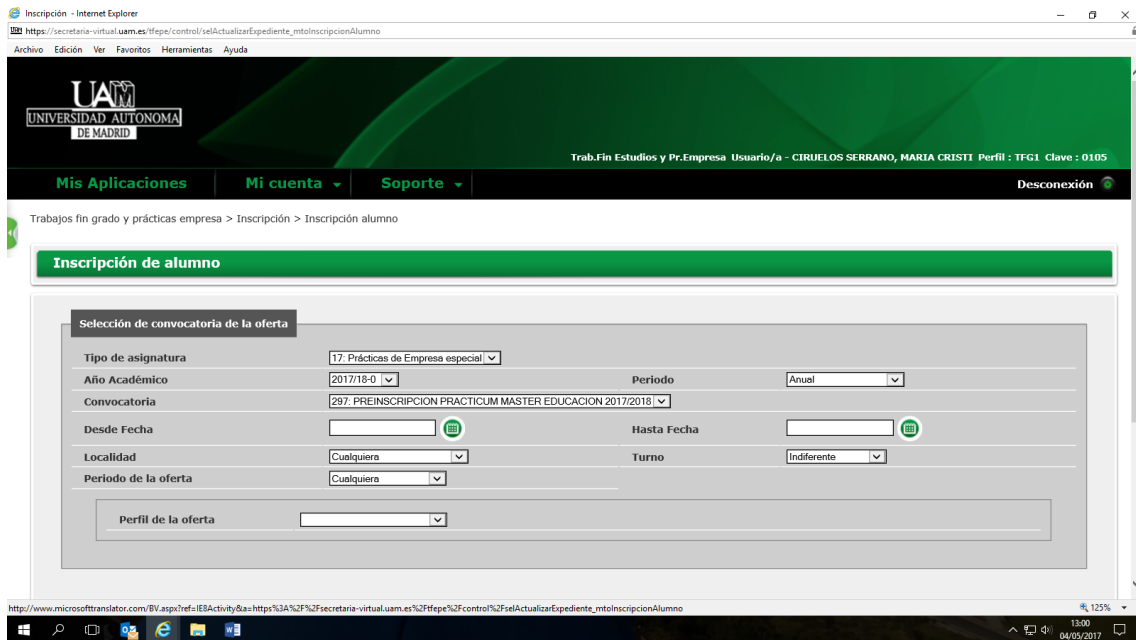 Inscripción - Internet Explorer
https://secretaria-virtual.uam.es/tfepe/control/selActualizarExpediente_mtoInscripcionAlumno
Archivo Edición Ver Favoritos Herramientas Ayuda
UAM
UNIVERSIDAD AUTONOMA
DE MADRID
Trab.Fin Estudios y Pr.Empresa Usuario/a - CIRUELOS SERRANO, MARIA CRISTI Perfil : TFG1 Clave : 0105
Mis Aplicaciones Mi cuenta Soporte Desconexión
Trabajos fin grado y prácticas empresa > Inscripción > Inscripción alumno
Inscripción de alumno
Selección de convocatoria de la oferta
Tipo de asignatura 17: Prácticas de Empresa especial
Año Académico 2017/18-0 Periodo Anual
Convocatoria 297: PREINSCRIPCION PRACTICUM MASTER EDUCACION 2017/2018
Desde Fecha Hasta Fecha
Localidad Cualquiera Turno Indiferente
Periodo de la oferta Cualquiera
Perfil de la oferta
http://www.microsofttranslator.com/BV.aspx?ref=IE8Activity&a=https%3A%2F%2Fsecretaria-virtual.uam.es%2Ftfepe%2Fcontrol%2FselActualizarExpediente_mtoInscripcionAlumno
125%
13:00
04/05/2017